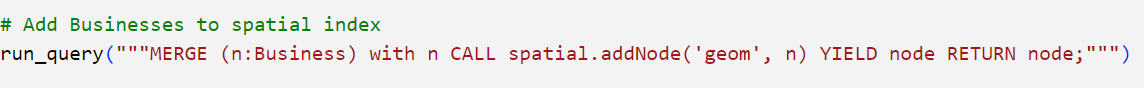 # Add Businesses to spatial index
run_query("""MERGE (n:Business) with n CALL spatial.addNode('geom', n) YIELD node RETURN node;""")